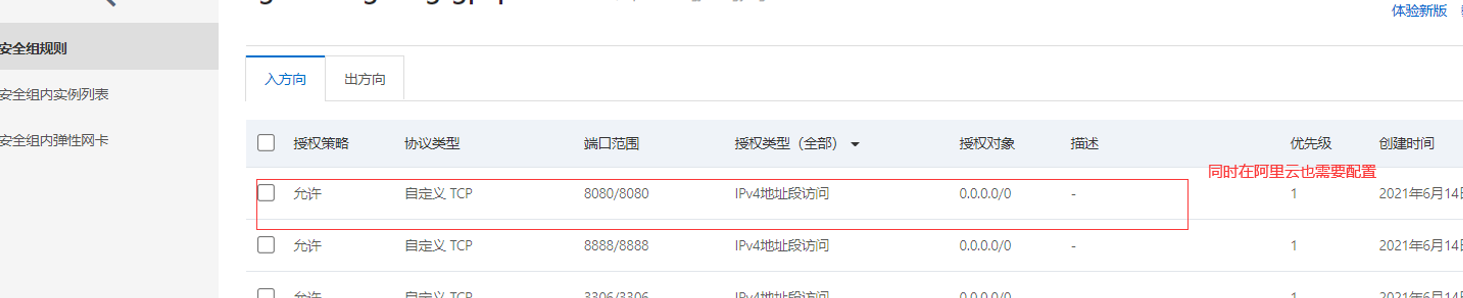 体验新版
安全组规则
安全组内实例列表
安全组内弹性网卡
入方向 出方向
授权策略 协议类型 端口范围 授权类型（全部） 授权对象 描述 优先级 创建时间
同时在阿里云也需要配置
允许 自定义 TCP 8080/8080 IPv4地址段访问 0.0.0.0/0 - 1 2021年6月14
允许 自定义 TCP 8888/8888 IPv4地址段访问 0.0.0.0/0 - 1 2021年6月14
允许 自定义 TCP 3306/3306 IPv4地址段访问 0.0.0.0/0 1 2021年6月14